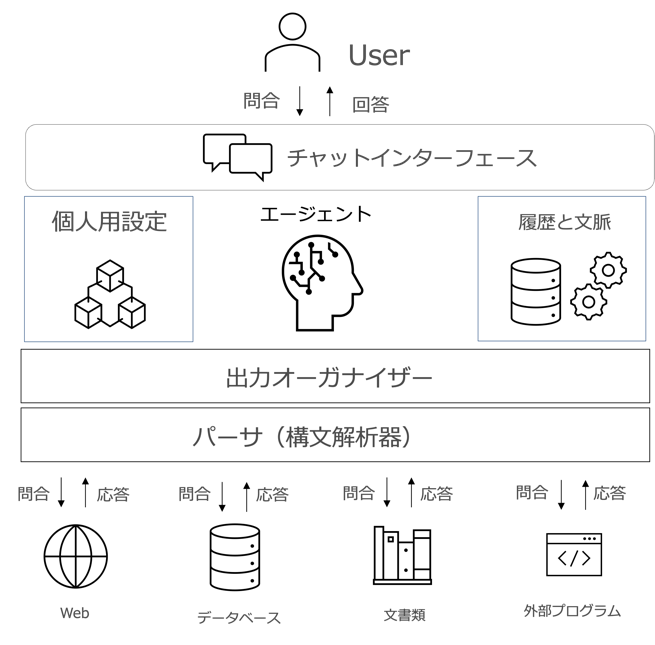 User
問合
回答
チャットインターフェース
個人用設定
エージェント
履歴と文脈
出力オーガナイザー
パーサ（構文解析器）
問合
応答
問合
応答
問合
応答
問合
応答
</>
Web
データベース
文書類
外部プログラム